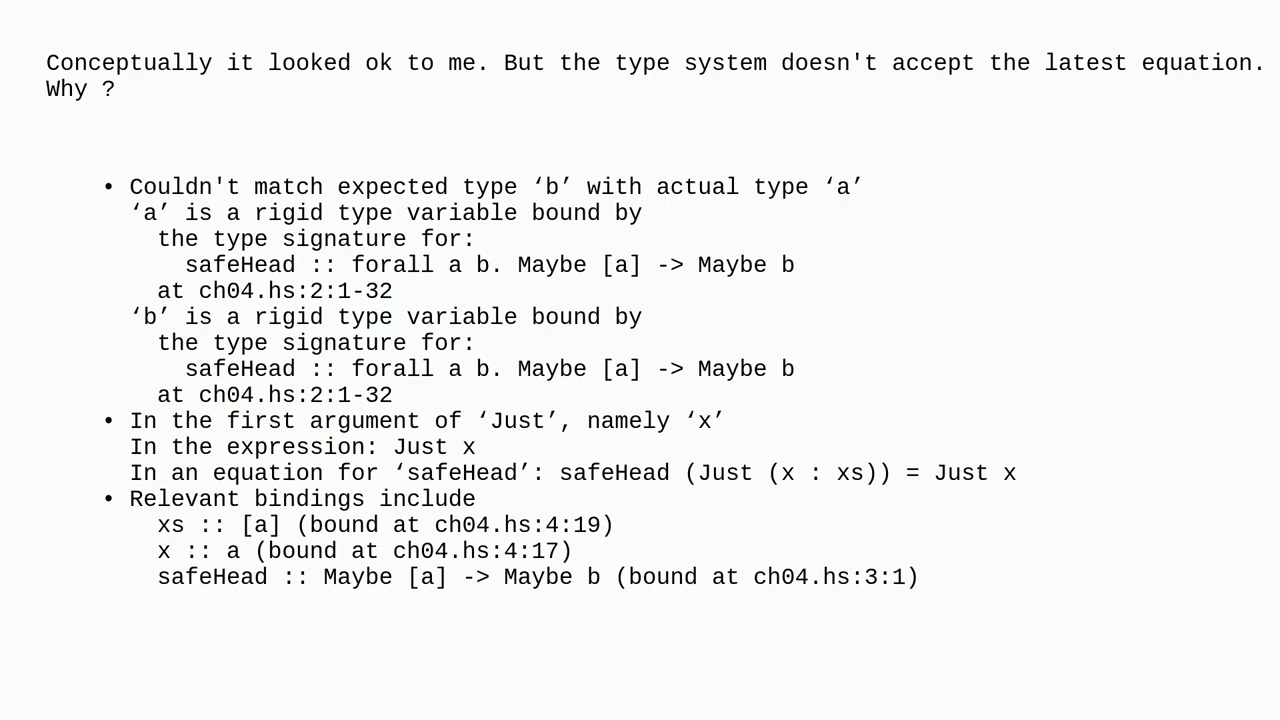 Conceptually it looked ok to me. But the type system doesn't accept the latest equation.
Why ?
• Couldn't match expected type ‘b’ with actual type ‘a’
‘a’ is a rigid type variable bound by
the type signature for:
safeHead :: forall a b. Maybe [a] -> Maybe b
at ch04.hs:2:1-32
‘b’ is a rigid type variable bound by
the type signature for:
safeHead :: forall a b. Maybe [a] -> Maybe b
at ch04.hs:2:1-32
• In the first argument of ‘Just’, namely ‘x’
In the expression: Just x
In an equation for ‘safeHead’: safeHead (Just (x : xs)) = Just x
• Relevant bindings include
xs :: [a] (bound at ch04.hs:4:19)
x :: a (bound at ch04.hs:4:17)
safeHead :: Maybe [a] -> Maybe b (bound at ch04.hs:3:1)